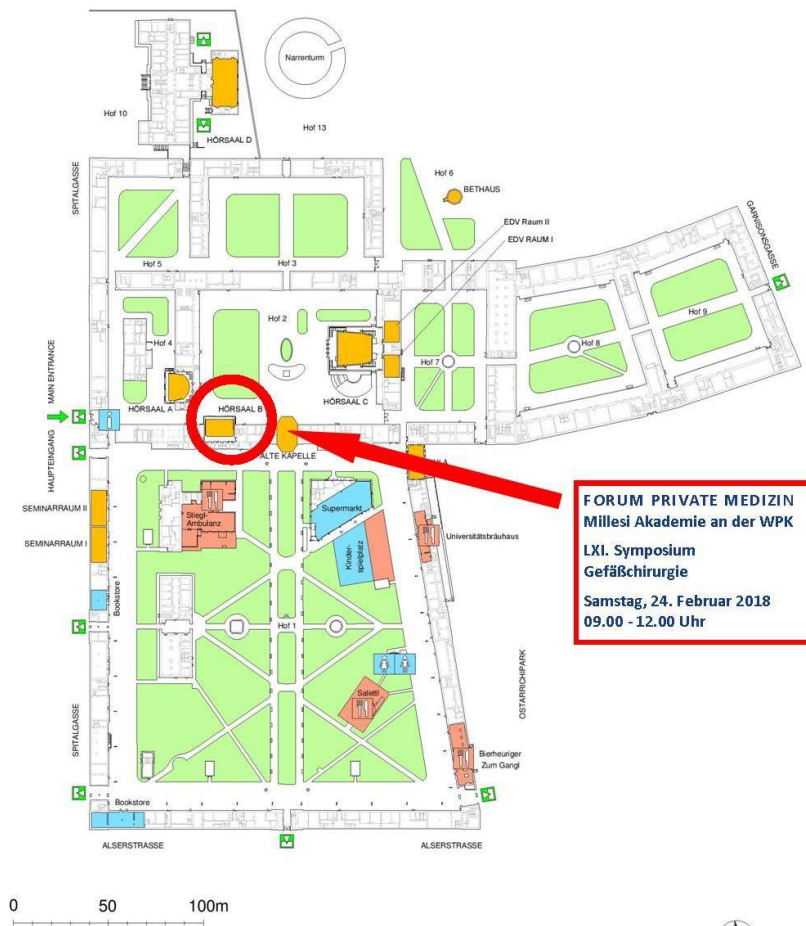 Narrenturm
Hof 10
Hof 13
HÖRSAAL D
SPITALGASSE
Hof 6
BETHAUS
EDV Raum II
EDV RAUM I
GARNISONSGASSE
Hof 5
Hof 3
Hof 2
Hof 4
Hof 7
Hof 8
Hof 9
MAIN ENTRANCE
HÖRSAAL A
HÖRSAAL B
HÖRSAAL C
HAUPTEINGANG
ALTE KAPELLE
SEMINARRAUM II
SEMINARRAUM I
Stiegl-
Ambulanz
Supermarkt
Kinder-
spielplatz
Universitätsbräuhaus
FORUM PRIVATE MEDIZIN
Millesi Akademie an der WPK
LXI. Symposium
Gefäßchirurgie
Samstag, 24. Februar 2018
09.00 - 12.00 Uhr
Bookstore
Hof 1
OSTARRICHIPARK
Salettl
SPITALGASSE
Bierheuriger
Zum Gangl
Bookstore
ALSERSTRASSE
ALSERSTRASSE
0 50 100m